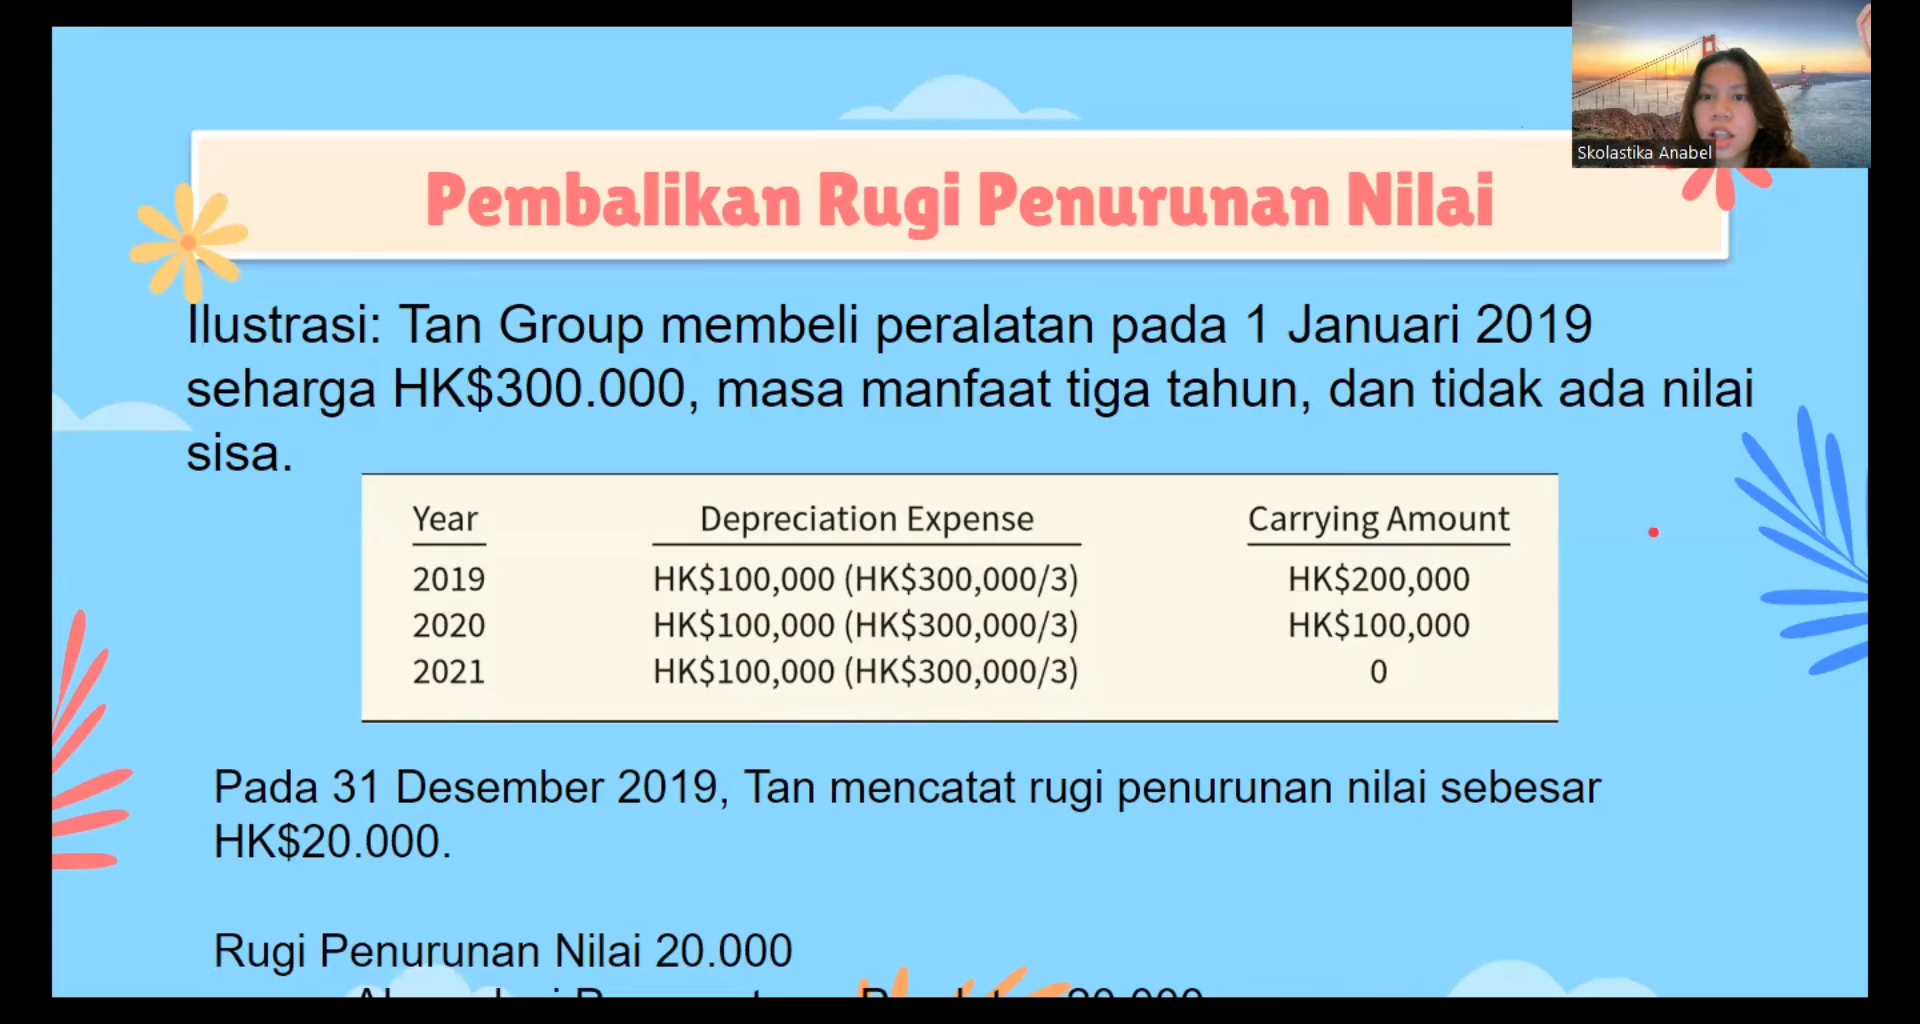 Skolastika Anabel
Pembalikan Rugi Penurunan Nilai
Ilustrasi: Tan Group membeli peralatan pada 1 Januari 2019
seharga HK$300.000, masa manfaat tiga tahun, dan tidak ada nilai
sisa.
Year Depreciation Expense Carrying Amount
2019 HK$100,000 (HK$300,000/3) HK$200,000
2020 HK$100,000 (HK$300,000/3) HK$100,000
2021 HK$100,000 (HK$300,000/3) 0
Pada 31 Desember 2019, Tan mencatat rugi penurunan nilai sebesar
HK$20.000.
Rugi Penurunan Nilai 20.000